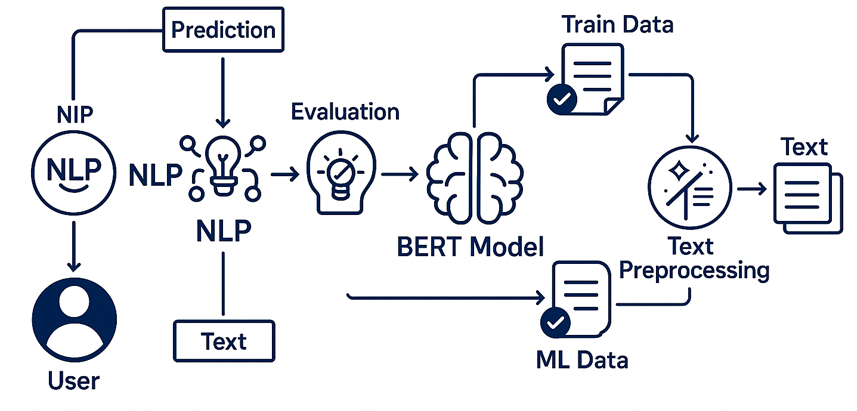 Prediction
Train Data
NIP
Evaluation
Text
NLP
NLP
NLP
BERT Model
Text
Preprocessing
Text
ML Data
User